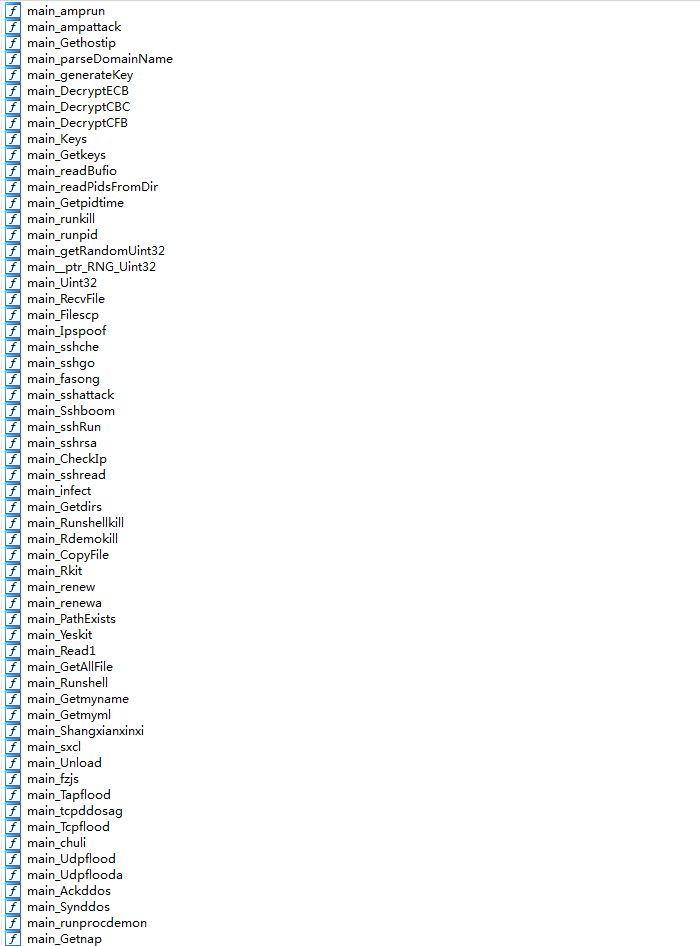 main_amprun
main_ampattack
main_Gethostip
main_parseDomainName
main_generateKey
main_DecryptECB
main_DecryptCBC
main_DecryptCFB
main_Keys
main_Getkeys
main_readBufio
main_readPidsFromDir
main_Getpidtime
main_runkill
main_runpid
main_getRandomUint32
main__ptr_RNG_Uint32
main_Uint32
main_RecvFile
main_Filescp
main_Ipspoof
main_sshche
main_sshgo
main_fasong
main_sshattack
main_Sshboom
main_sshRun
main_sshrsa
main_CheckIp
main_sshread
main_infect
main_Getdirs
main_Runshellkill
main_Rdemokill
main_CopyFile
main_Rkit
main_renew
main_renewa
main_PathExists
main_Yeskit
main_Read1
main_GetAllFile
main_Runshell
main_Getmyname
main_Getmyml
main_Shangxianxinxi
main_sxcl
main_Unload
main_fzjs
main_Tapflood
main_tcpddosag
main_Tcpflood
main_chuli
main_Udpflood
main_Udpflooda
main_Ackddos
main_Synddos
main_runprocdemon
main_Getnap